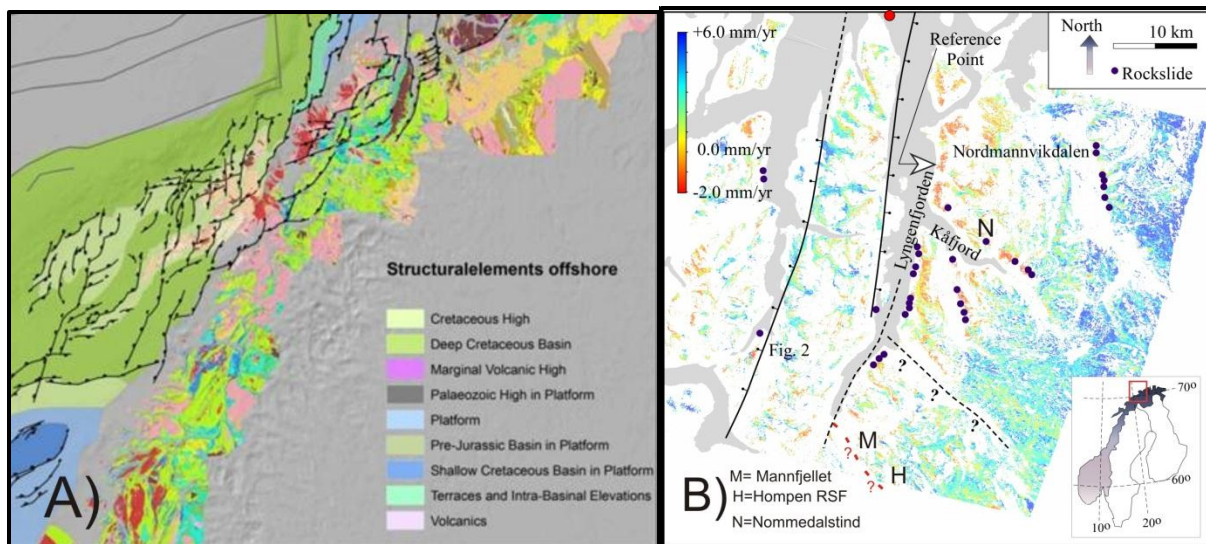 Structuralelements offshore
Cretaceous High
Deep Cretaceous Basin
Marginal Volcanic High
Palaeozoic High in Platform
Platform
Pre-Jurassic Basin in Platform
Shallow Cretaceous Basin in Platform
Terraces and Intra-Basinal Elevations
Volcanics
A)
+6.0 mm/yr
0.0 mm/yr
-2.0 mm/yr
Reference
Point
North
10 km
Rockslide
Nordmannvikdalen
Lyngenfjorden
Kåfjord
N
Fig. 2
?
?
?
?
?
M
H
M= Mannfjellet
H=Hompen RSF
N=Nommedalstind
B)
70°
60°
10°
20°